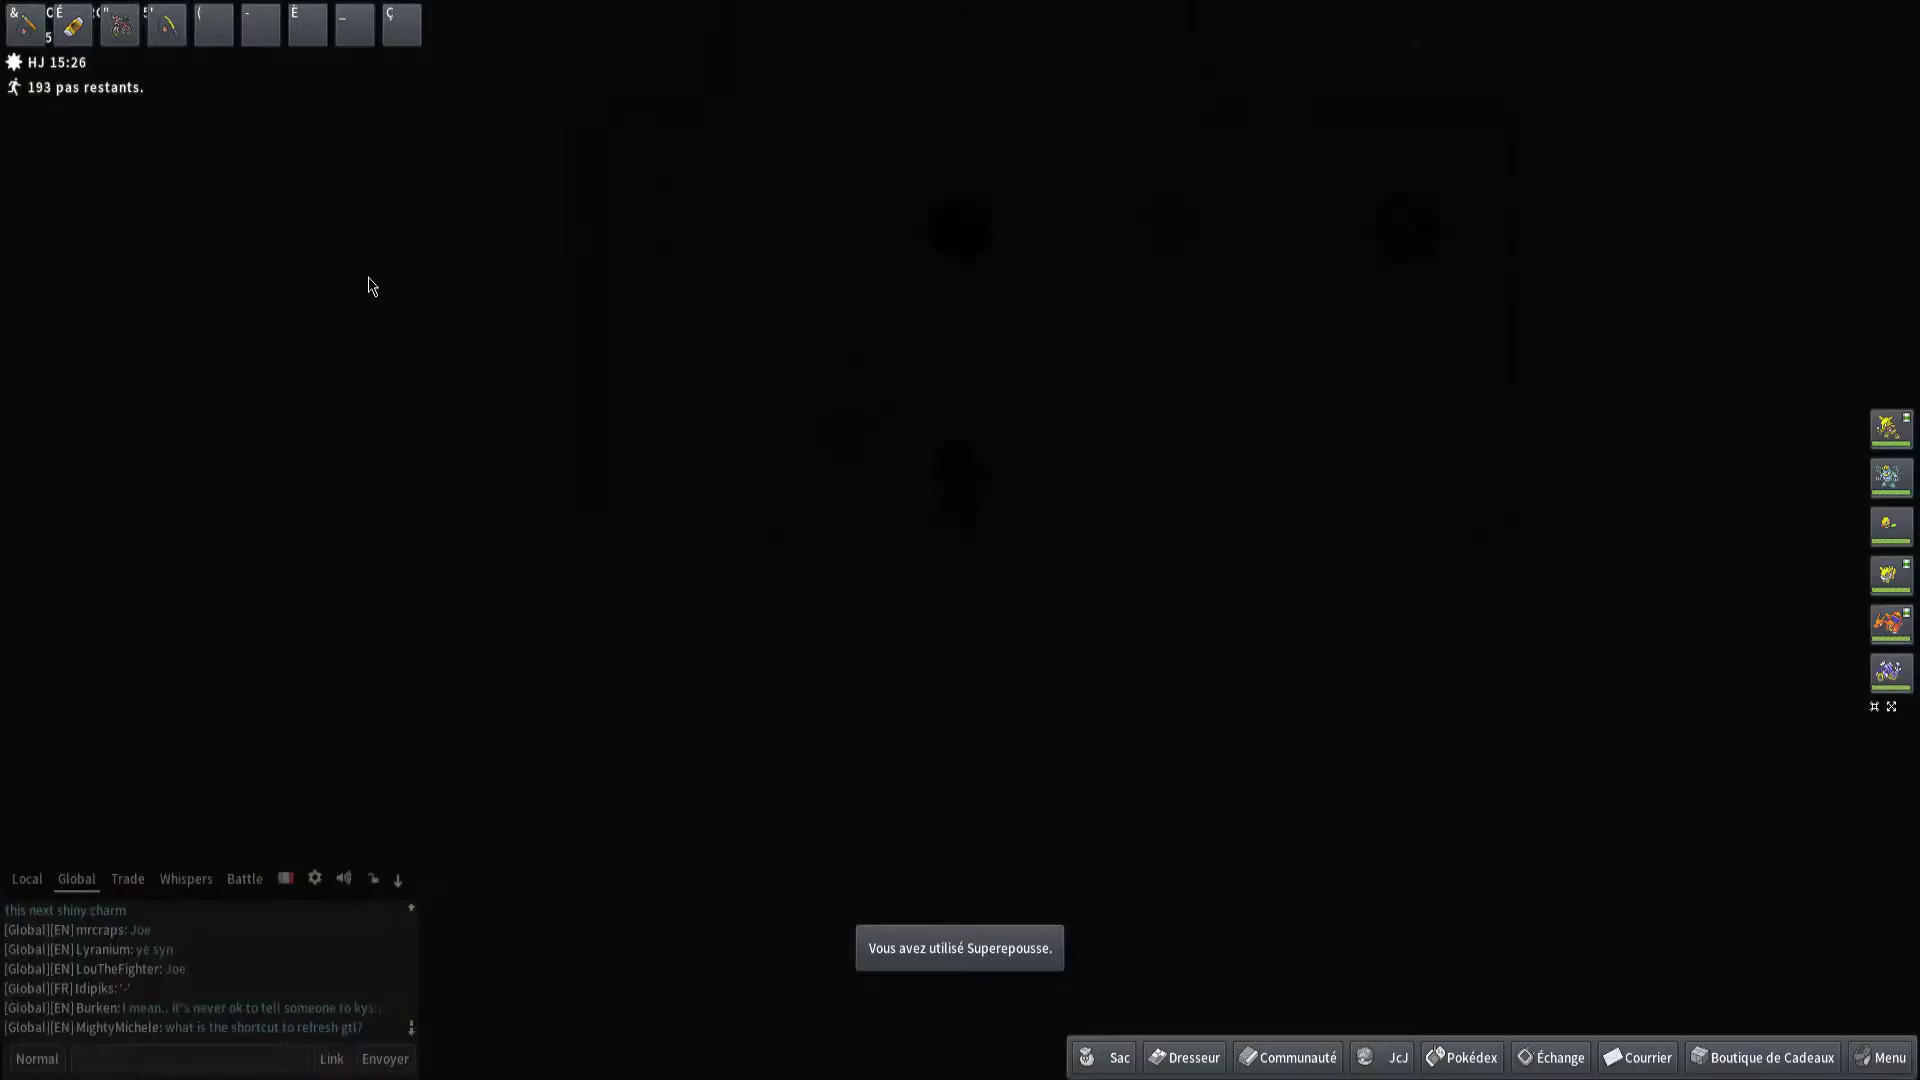 & É " ' ( - È _ Ç
5
HJ 15:26
193 pas restants.
Local Global Trade Whispers Battle
this next shiny charm
[Global][EN] mrcraps: Joe
[Global][EN] Lyranium: ye syn
[Global][EN] LouTheFighter: Joe
[Global][FR] Idipiks: '-'
[Global][EN] Burken: I mean.. it's never ok to tell someone to kys..
[Global][EN] MightyMichele: what is the shortcut to refresh gtl?
Normal Link Envoyer
Vous avez utilisé Superepousse.
Sac Dresseur Communauté JcJ Pokédex Échange Courrier Boutique de Cadeaux Menu